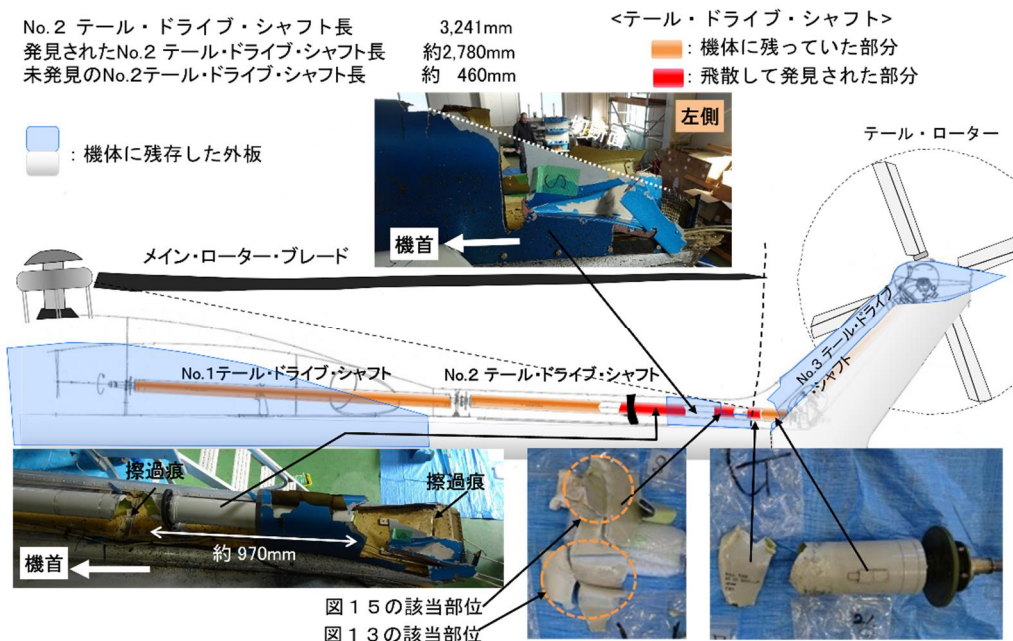 No.2 テール・ドライブ・シャフト長 3,241mm
発見されたNo.2 テール・ドライブ・シャフト長 約2,780mm
未発見のNo.2テール・ドライブ・シャフト長 約 460mm
<テール・ドライブ・シャフト>
：機体に残っていた部分
：飛散して発見された部分
：機体に残存した外板
左側
S
機首
テール・ローター
メイン・ローター・ブレード
No.1テール・ドライブ・シャフト
No.2 テール・ドライブ・シャフト
No.3 テール・ドライブ
・シャフト
擦過痕
擦過痕
約 970mm
機首
図１５の該当部位
図１３の該当部位